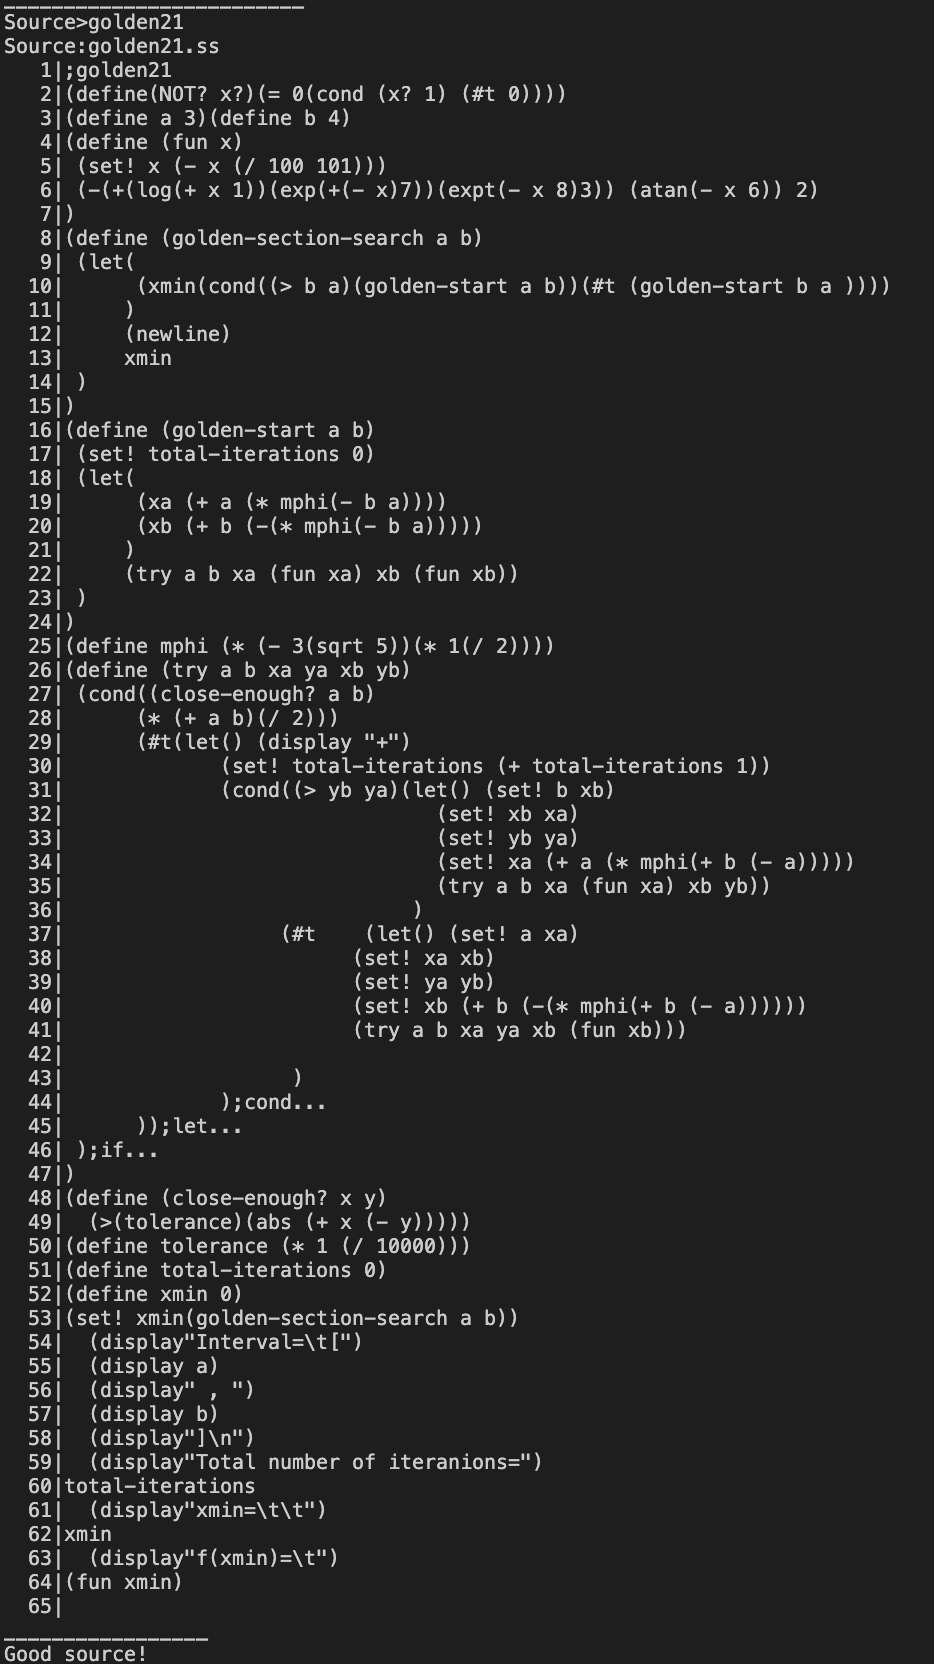 _________________________
Source>golden21
Source:golden21.ss
   1|;golden21
   2|(define(NOT? x?)(= 0(cond (x? 1) (#t 0))))
   3|(define a 3)(define b 4)
   4|(define (fun x)
   5| (set! x (- x (/ 100 101)))
   6| (-(+(log(+ x 1))(exp(+(- x)7))(expt(- x 8)3)) (atan(- x 6)) 2)
   7|)
   8|(define (golden-section-search a b)
   9| (let(
  10|      (xmin(cond((> b a)(golden-start a b))(#t (golden-start b a ))))
  11|     )
  12|     (newline)
  13|     xmin
  14| )
  15|)
  16|(define (golden-start a b)
  17| (set! total-iterations 0)
  18| (let(
  19|      (xa (+ a (* mphi(- b a))))
  20|      (xb (+ b (-(* mphi(- b a)))))
  21|     )
  22|     (try a b xa (fun xa) xb (fun xb))
  23| )
  24|)
  25|(define mphi (* (- 3(sqrt 5))(* 1(/ 2))))
  26|(define (try a b xa ya xb yb)
  27| (cond((close-enough? a b)
  28|      (* (+ a b)(/ 2)))
  29|      (#t(let() (display "+")
  30|             (set! total-iterations (+ total-iterations 1))
  31|             (cond((> yb ya)(let() (set! b xb)
  32|                               (set! xb xa)
  33|                               (set! yb ya)
  34|                               (set! xa (+ a (* mphi(+ b (- a)))))
  35|                               (try a b xa (fun xa) xb yb))
  36|                             )
  37|                  (#t    (let() (set! a xa)
  38|                        (set! xa xb)
  39|                        (set! ya yb)
  40|                        (set! xb (+ b (-(* mphi(+ b (- a))))))
  41|                        (try a b xa ya xb (fun xb)))
  42|
  43|                   )
  44|             );cond...
  45|      ));let...
  46| );if...
  47|)
  48|(define (close-enough? x y)
  49|  (>(tolerance)(abs (+ x (- y)))))
  50|(define tolerance (* 1 (/ 10000)))
  51|(define total-iterations 0)
  52|(define xmin 0)
  53|(set! xmin(golden-section-search a b))
  54|  (display"Interval=\t[")
  55|  (display a)
  56|  (display" , ")
  57|  (display b)
  58|  (display"]\n")
  59|  (display"Total number of iteranions=")
  60|total-iterations
  61|  (display"xmin=\t\t")
  62|xmin
  63|  (display"f(xmin)=\t")
  64|(fun xmin)
  65|
_________________
Good source!